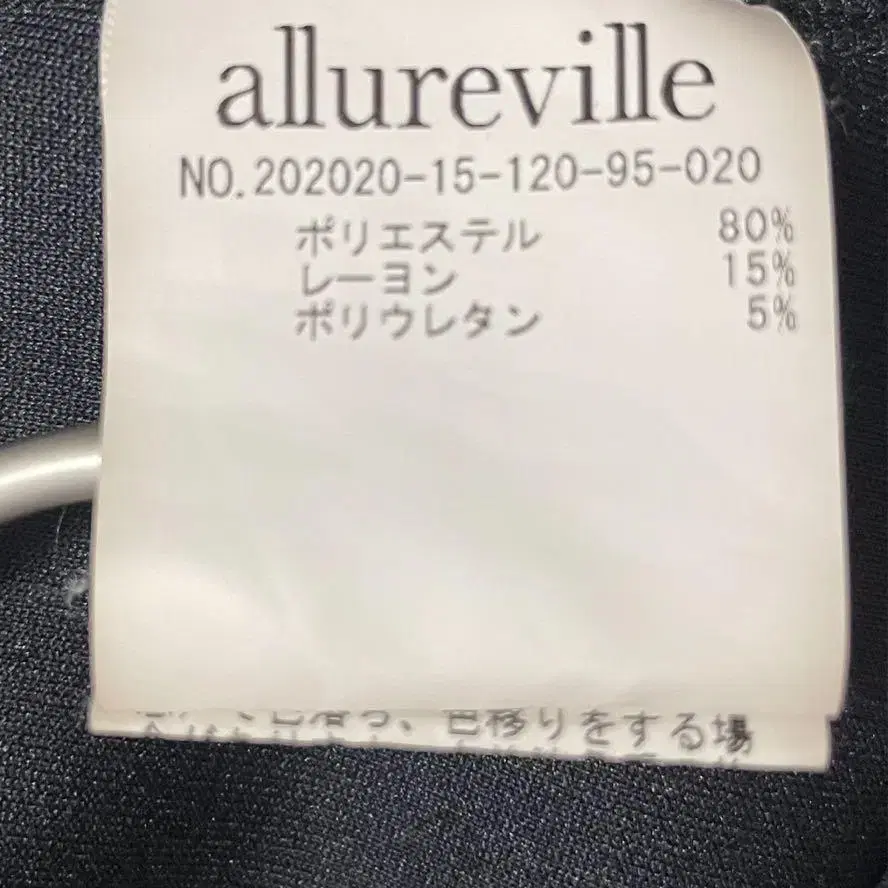 allureville
NO.202020-15-120-95-020
ポリエステル 80%
レーヨン 15%
ポリウレタン 5%
色移りをする場